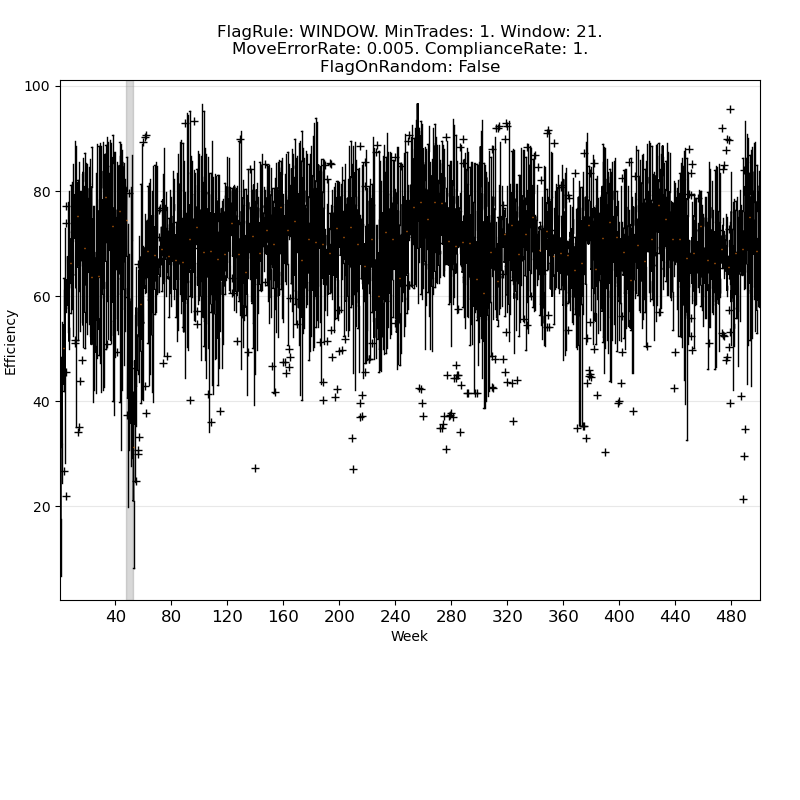 FlagRule: WINDOW. MinTrades: 1. Window: 21.
MoveErrorRate: 0.005. ComplianceRate: 1.
FlagOnRandom: False
100
80
60
40
20
Efficiency
40 80 120 160 200 240 280 320 360 400 440 480
Week